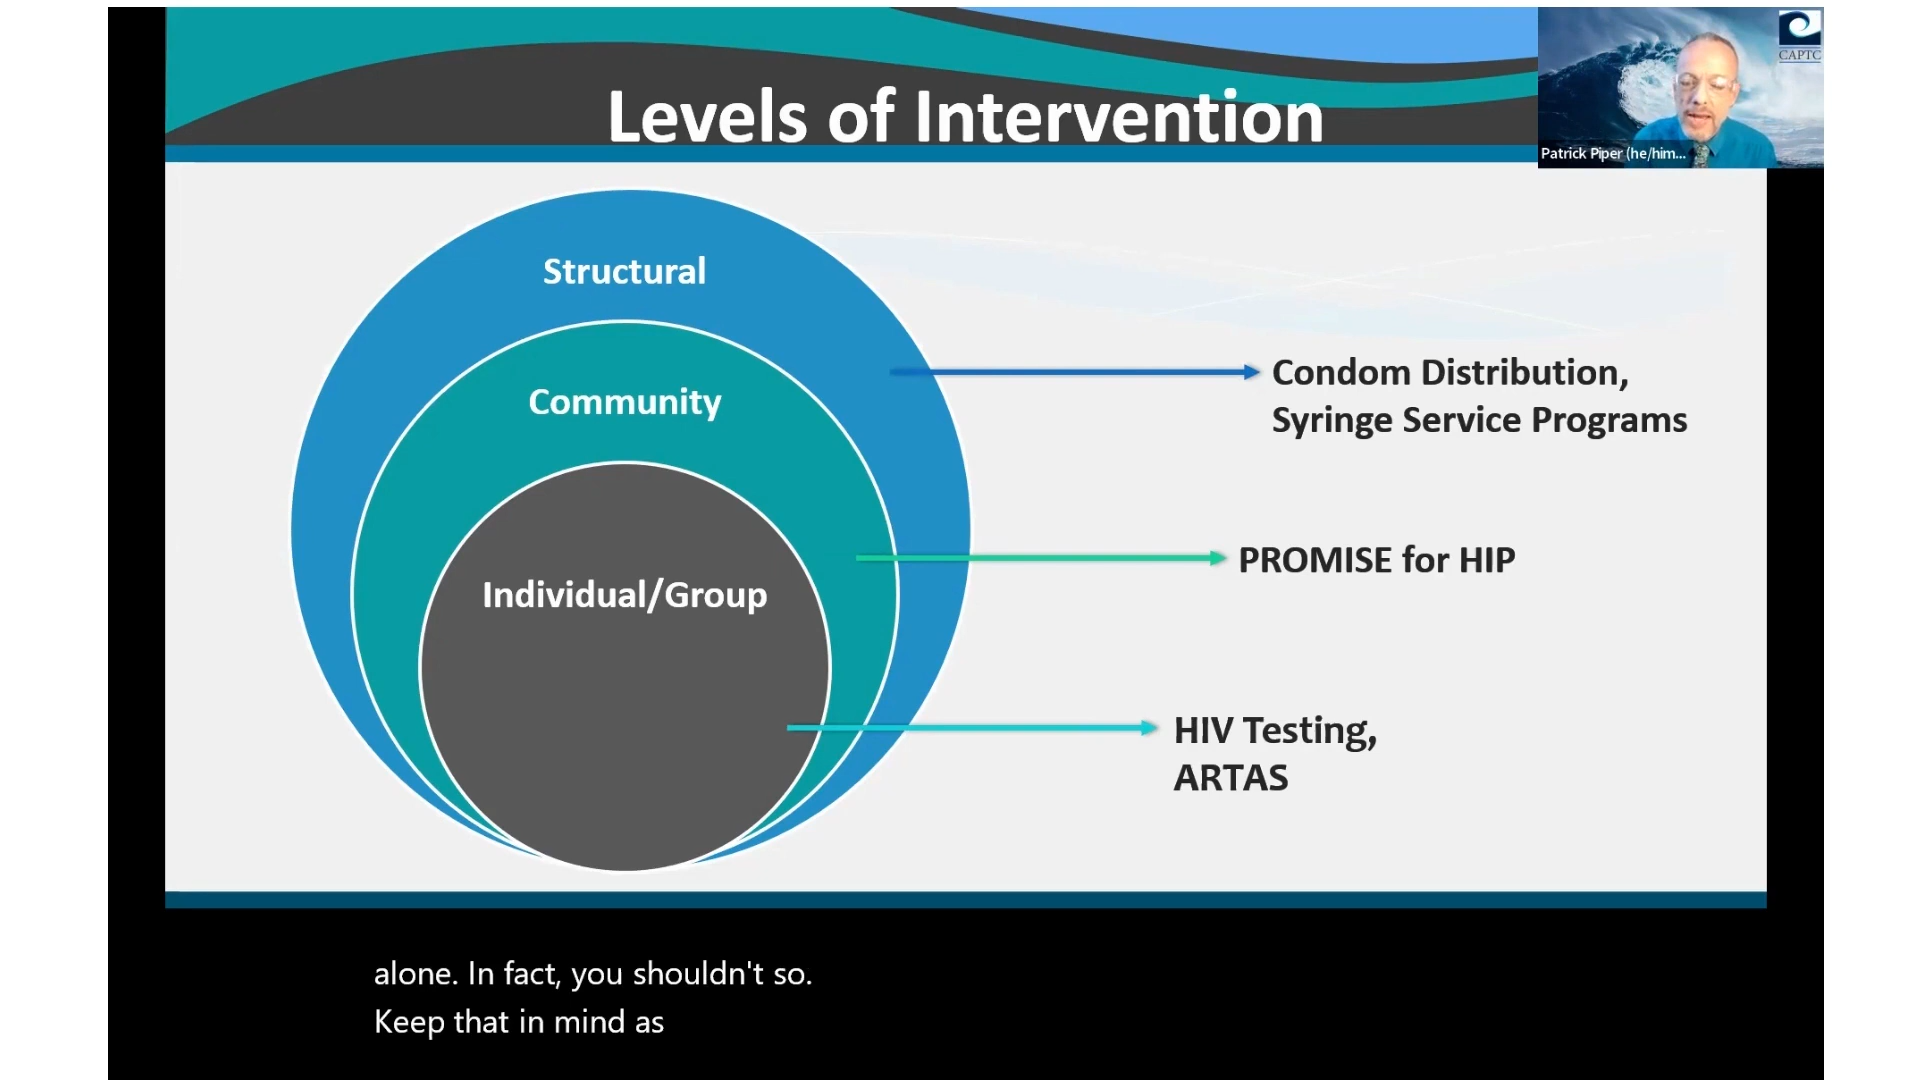 Levels of Intervention
CAPTC
Patrick Piper (he/him...
Structural
Community
Individual/Group
Condom Distribution,
Syringe Service Programs
PROMISE for HIP
HIV Testing,
ARTAS
alone. In fact, you shouldn't so.
Keep that in mind as